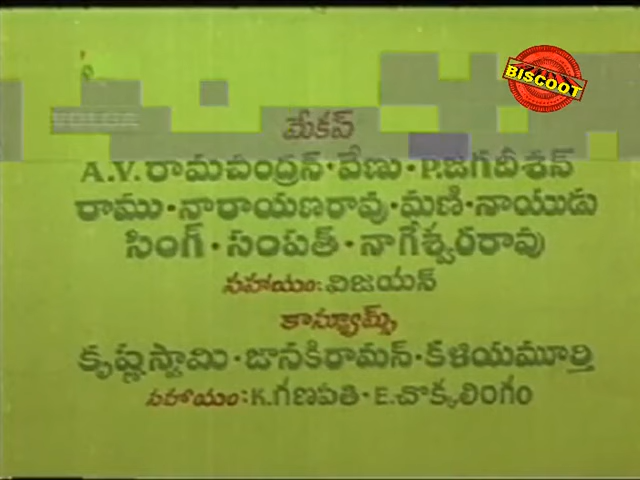 BISCOOT
మేకప్
A.V.రామచంద్రన్·వేణు·P.జగదీశన్
రాము·నారాయణరావు·మణి·నాయుడు
సింగ్·సంపత్·నాగేశ్వరరావు
సహాయం:విజయన్
కాస్ట్యూమ్స్
కృష్ణస్వామి·జానకిరామన్·కళియమూర్తి
సహాయం:K.గణపతి·E.చొక్కలింగం